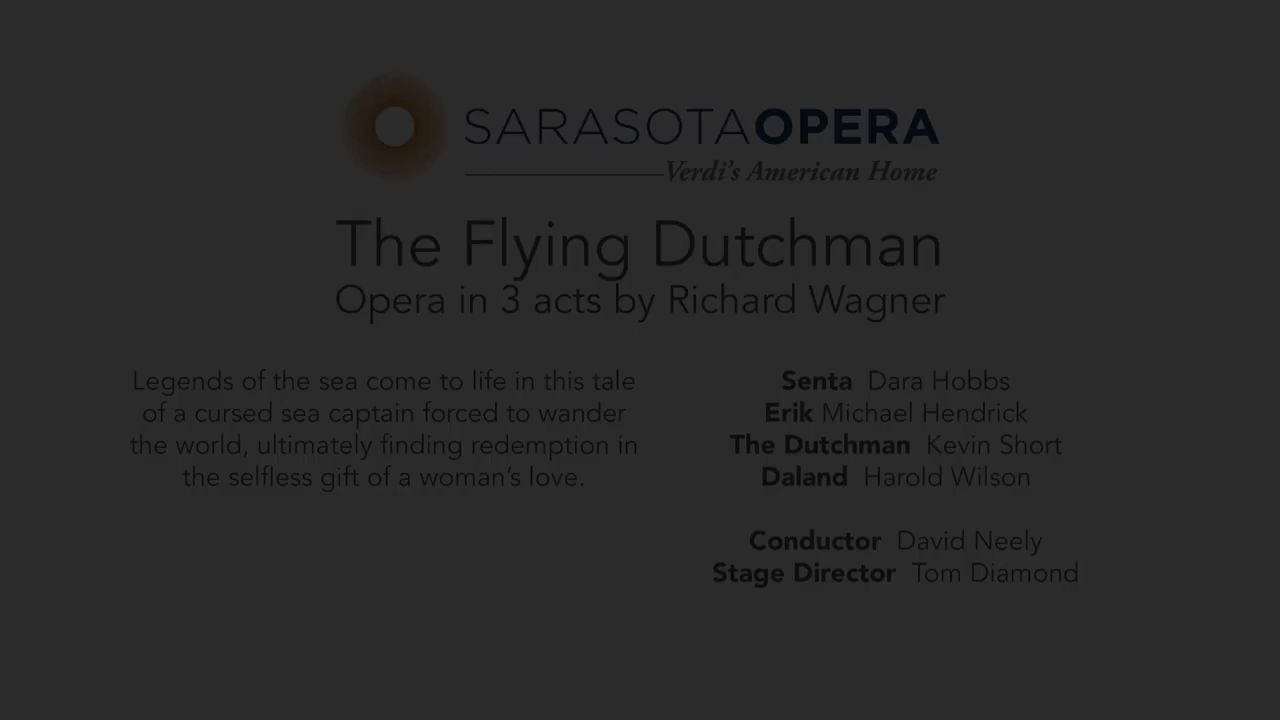 SARASOTAOPERA
Verdi's American Home
The Flying Dutchman
Opera in 3 acts by Richard Wagner
Legends of the sea come to life in this tale
of a cursed sea captain forced to wander
the world, ultimately finding redemption in
the selfless gift of a woman's love.
Senta Dara Hobbs
Erik Michael Hendrick
The Dutchman Kevin Short
Daland Harold Wilson
Conductor David Neely
Stage Director Tom Diamond